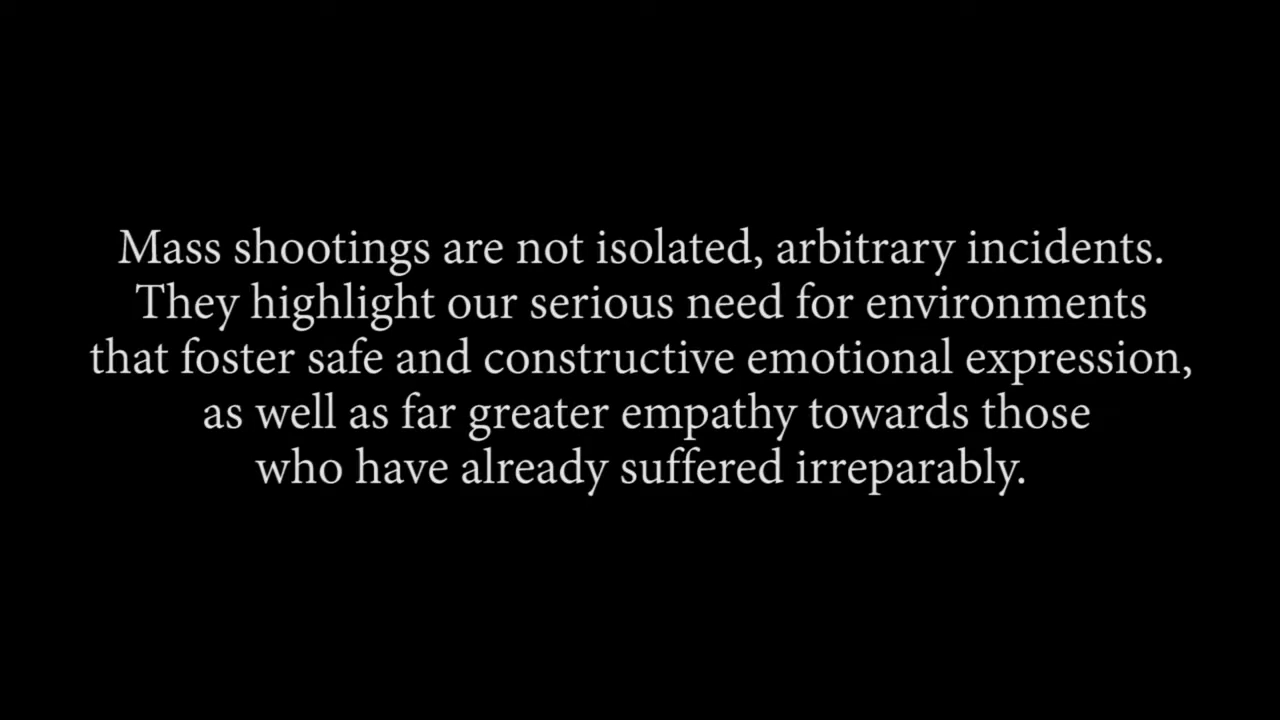 Mass shootings are not isolated, arbitrary incidents.
They highlight our serious need for environments
that foster safe and constructive emotional expression,
as well as far greater empathy towards those
who have already suffered irreparably.